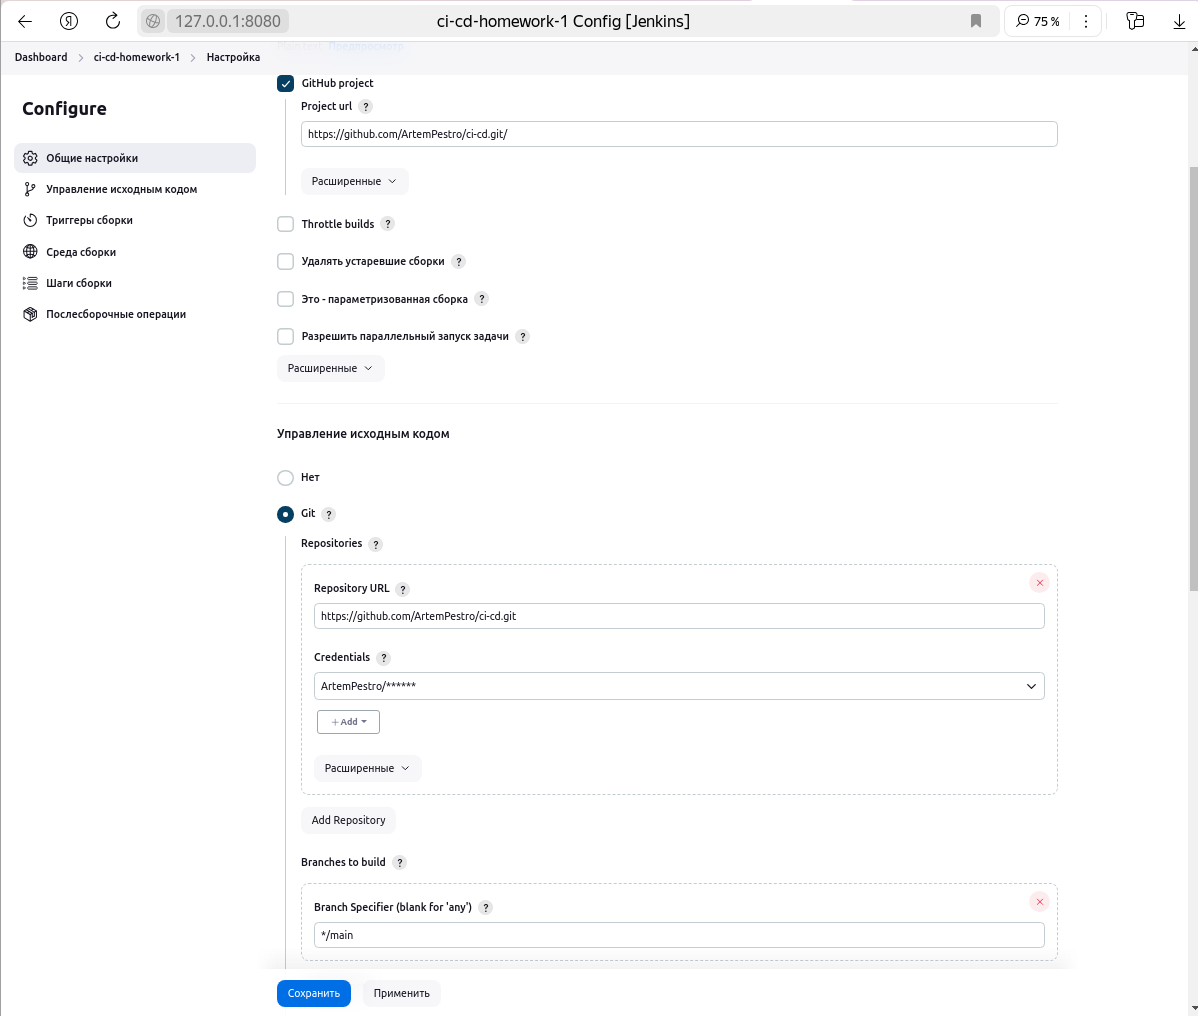 127.0.0.1:8080
ci-cd-homework-1 Config [Jenkins]
75 %
Dashboard
ci-cd-homework-1
Настройка
Предпросмотр
Configure
Общие настройки
Управление исходным кодом
Триггеры сборки
Среда сборки
Шаги сборки
Послесборочные операции
GitHub project
Project url ?
https://github.com/ArtemPestro/ci-cd.git/
Расширенные
Throttle builds ?
Удалять устаревшие сборки ?
Это - параметризованная сборка ?
Разрешить параллельный запуск задачи ?
Расширенные
Управление исходным кодом
Нет
Git ?
Repositories ?
Repository URL ?
https://github.com/ArtemPestro/ci-cd.git
Credentials ?
ArtemPestro/******
+ Add
Расширенные
Add Repository
Branches to build ?
Branch Specifier (blank for 'any') ?
*/main
Сохранить
Применить